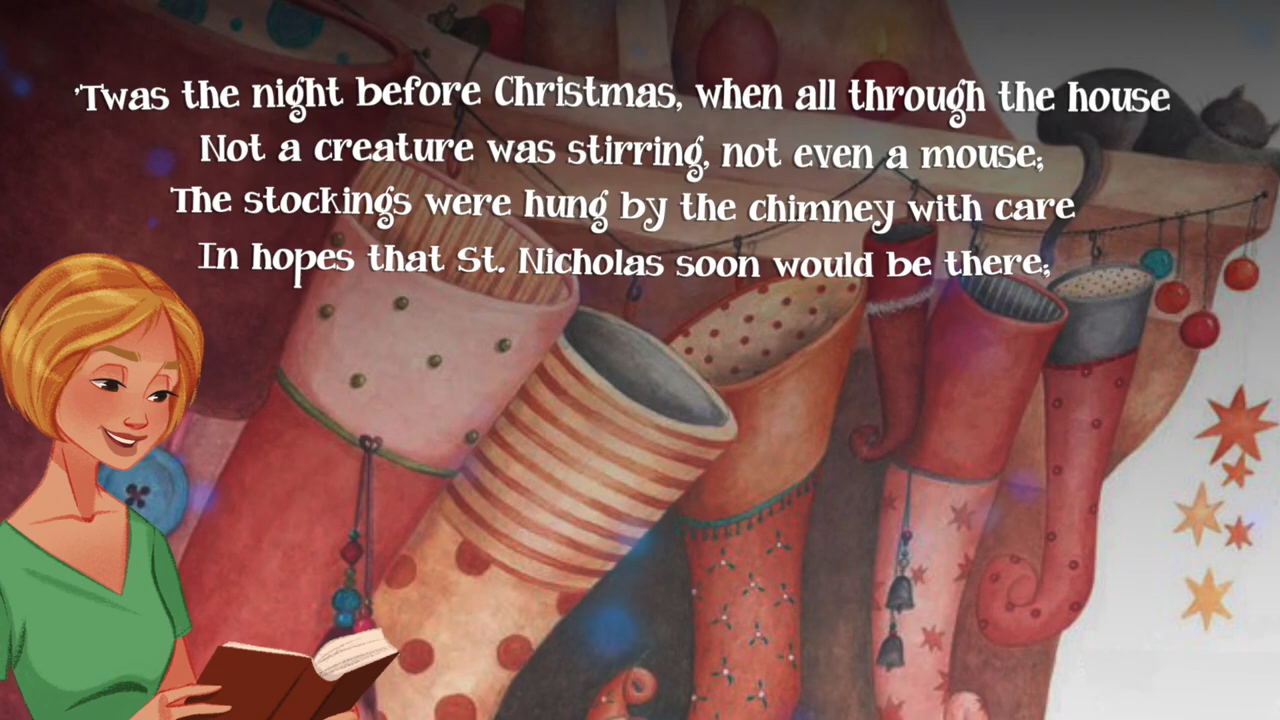 'Twas the night before Christmas, when all through the house
Not a creature was stirring, not even a mouse;
The stockings were hung by the chimney with care
In hopes that St. Nicholas soon would be there;